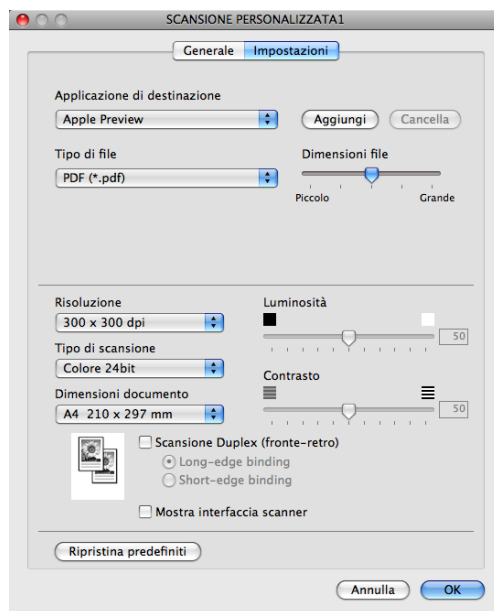 SCANSIONE PERSONALIZZATA1
Generale Impostazioni
Applicazione di destinazione
Apple Preview Aggiungi Cancella
Tipo di file Dimensioni file
PDF (*.pdf)
Piccolo Grande
Risoluzione Luminosità
300 x 300 dpi 50
Tipo di scansione
Colore 24bit
Contrasto
Dimensioni documento
A4 210 x 297 mm 50
Scansione Duplex (fronte-retro)
Long-edge binding
Short-edge binding
Mostra interfaccia scanner
Ripristina predefiniti
Annulla OK